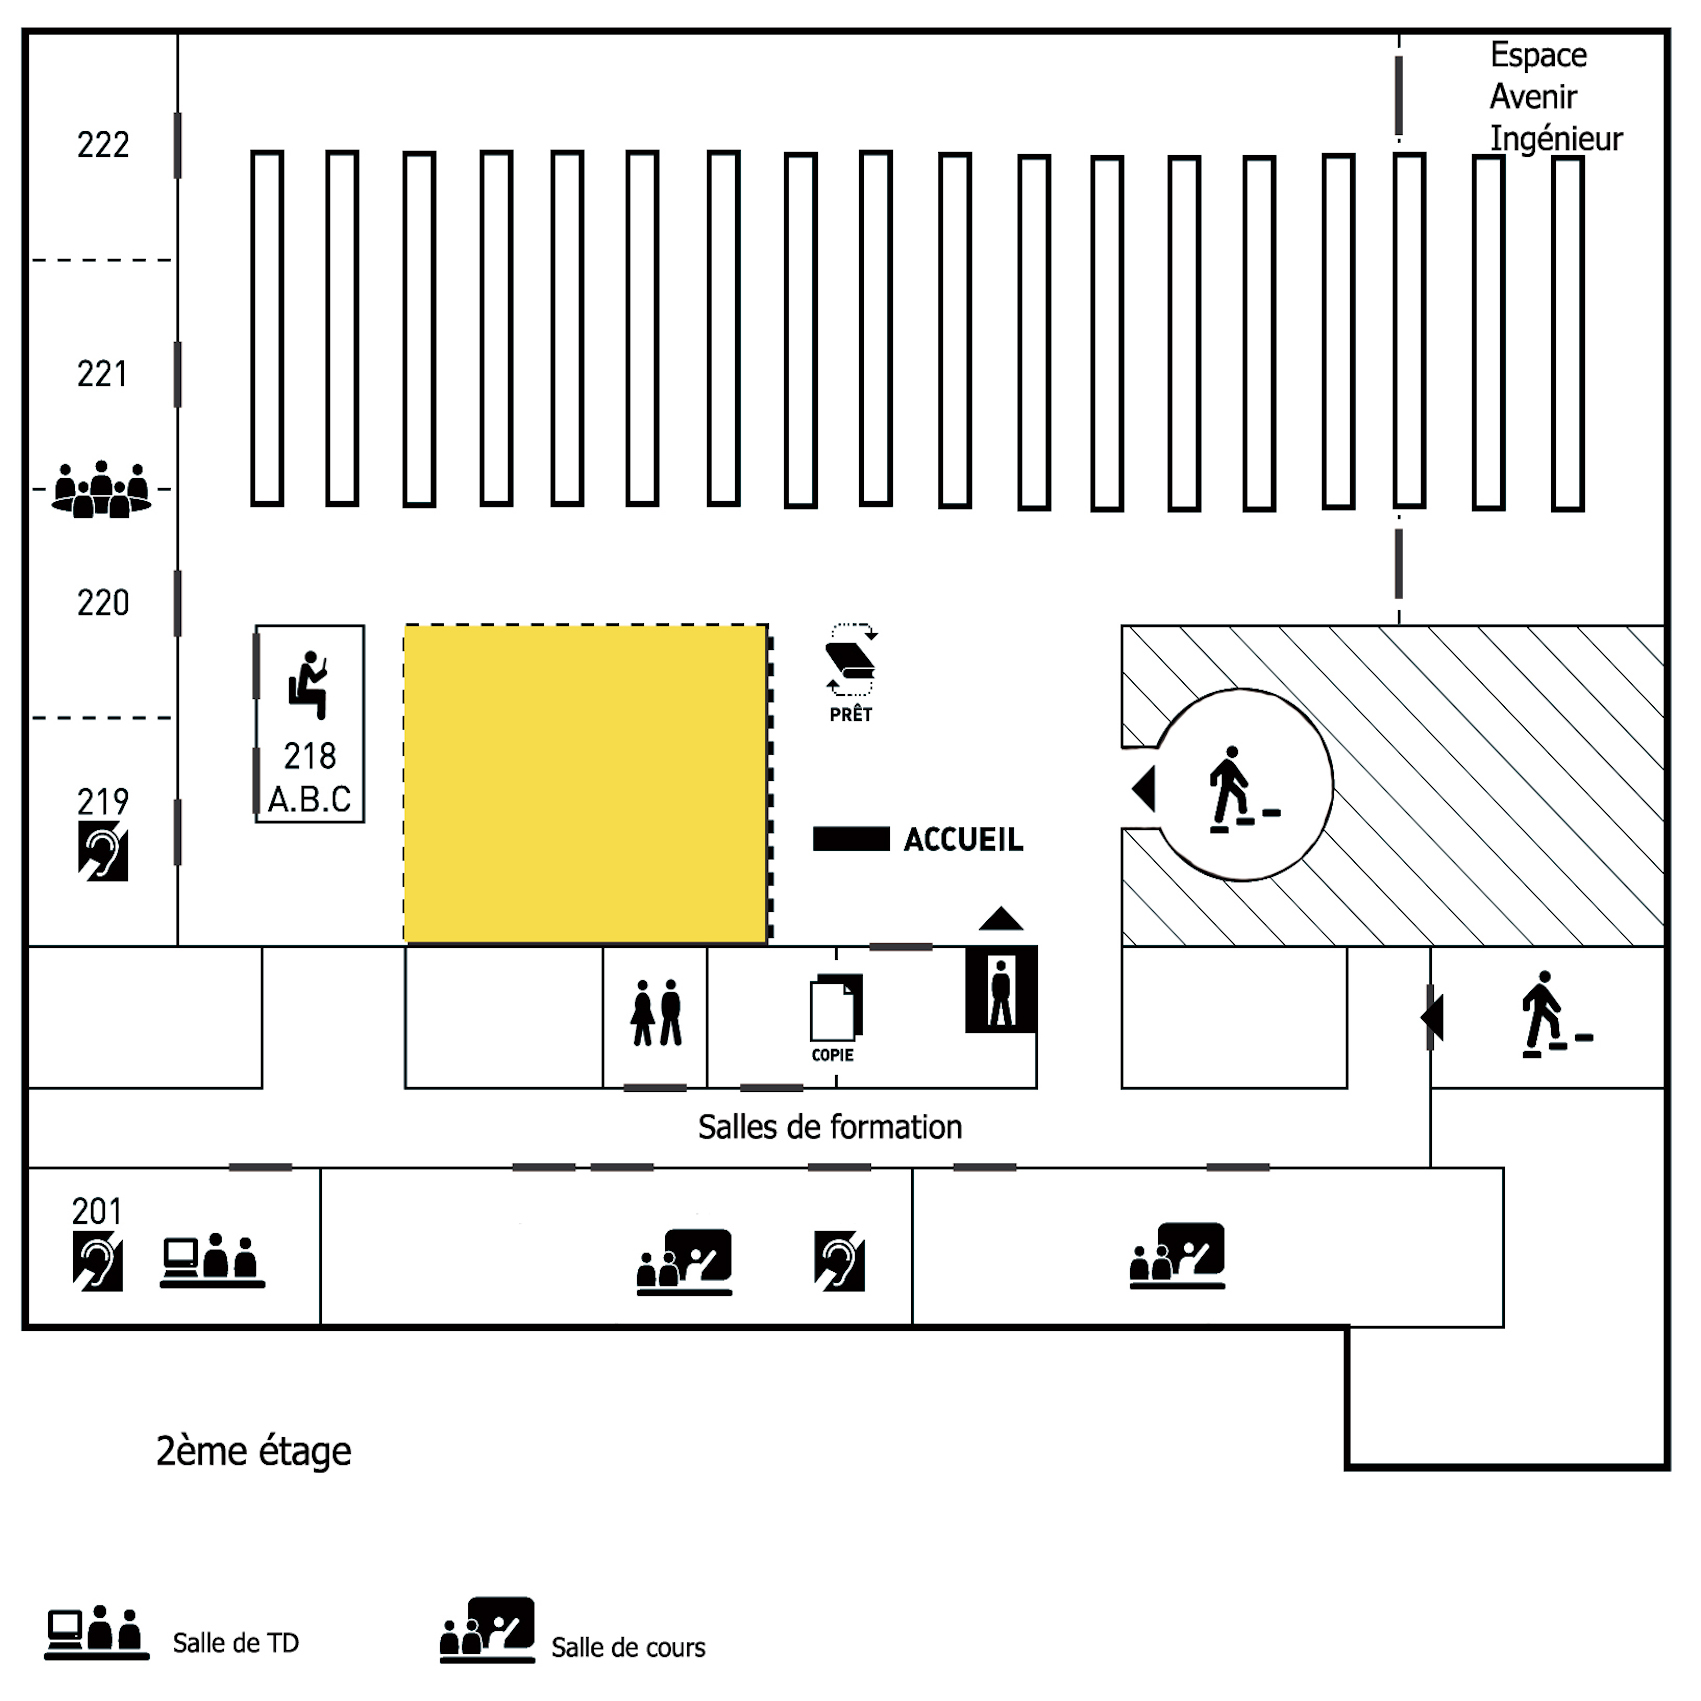 Espace
Avenir
Ingénieur
222
221
220
218
A.B.C
219
PRÊT
ACCUEIL
COPIE
Salles de formation
201
2ème étage
Salle de TD
Salle de cours